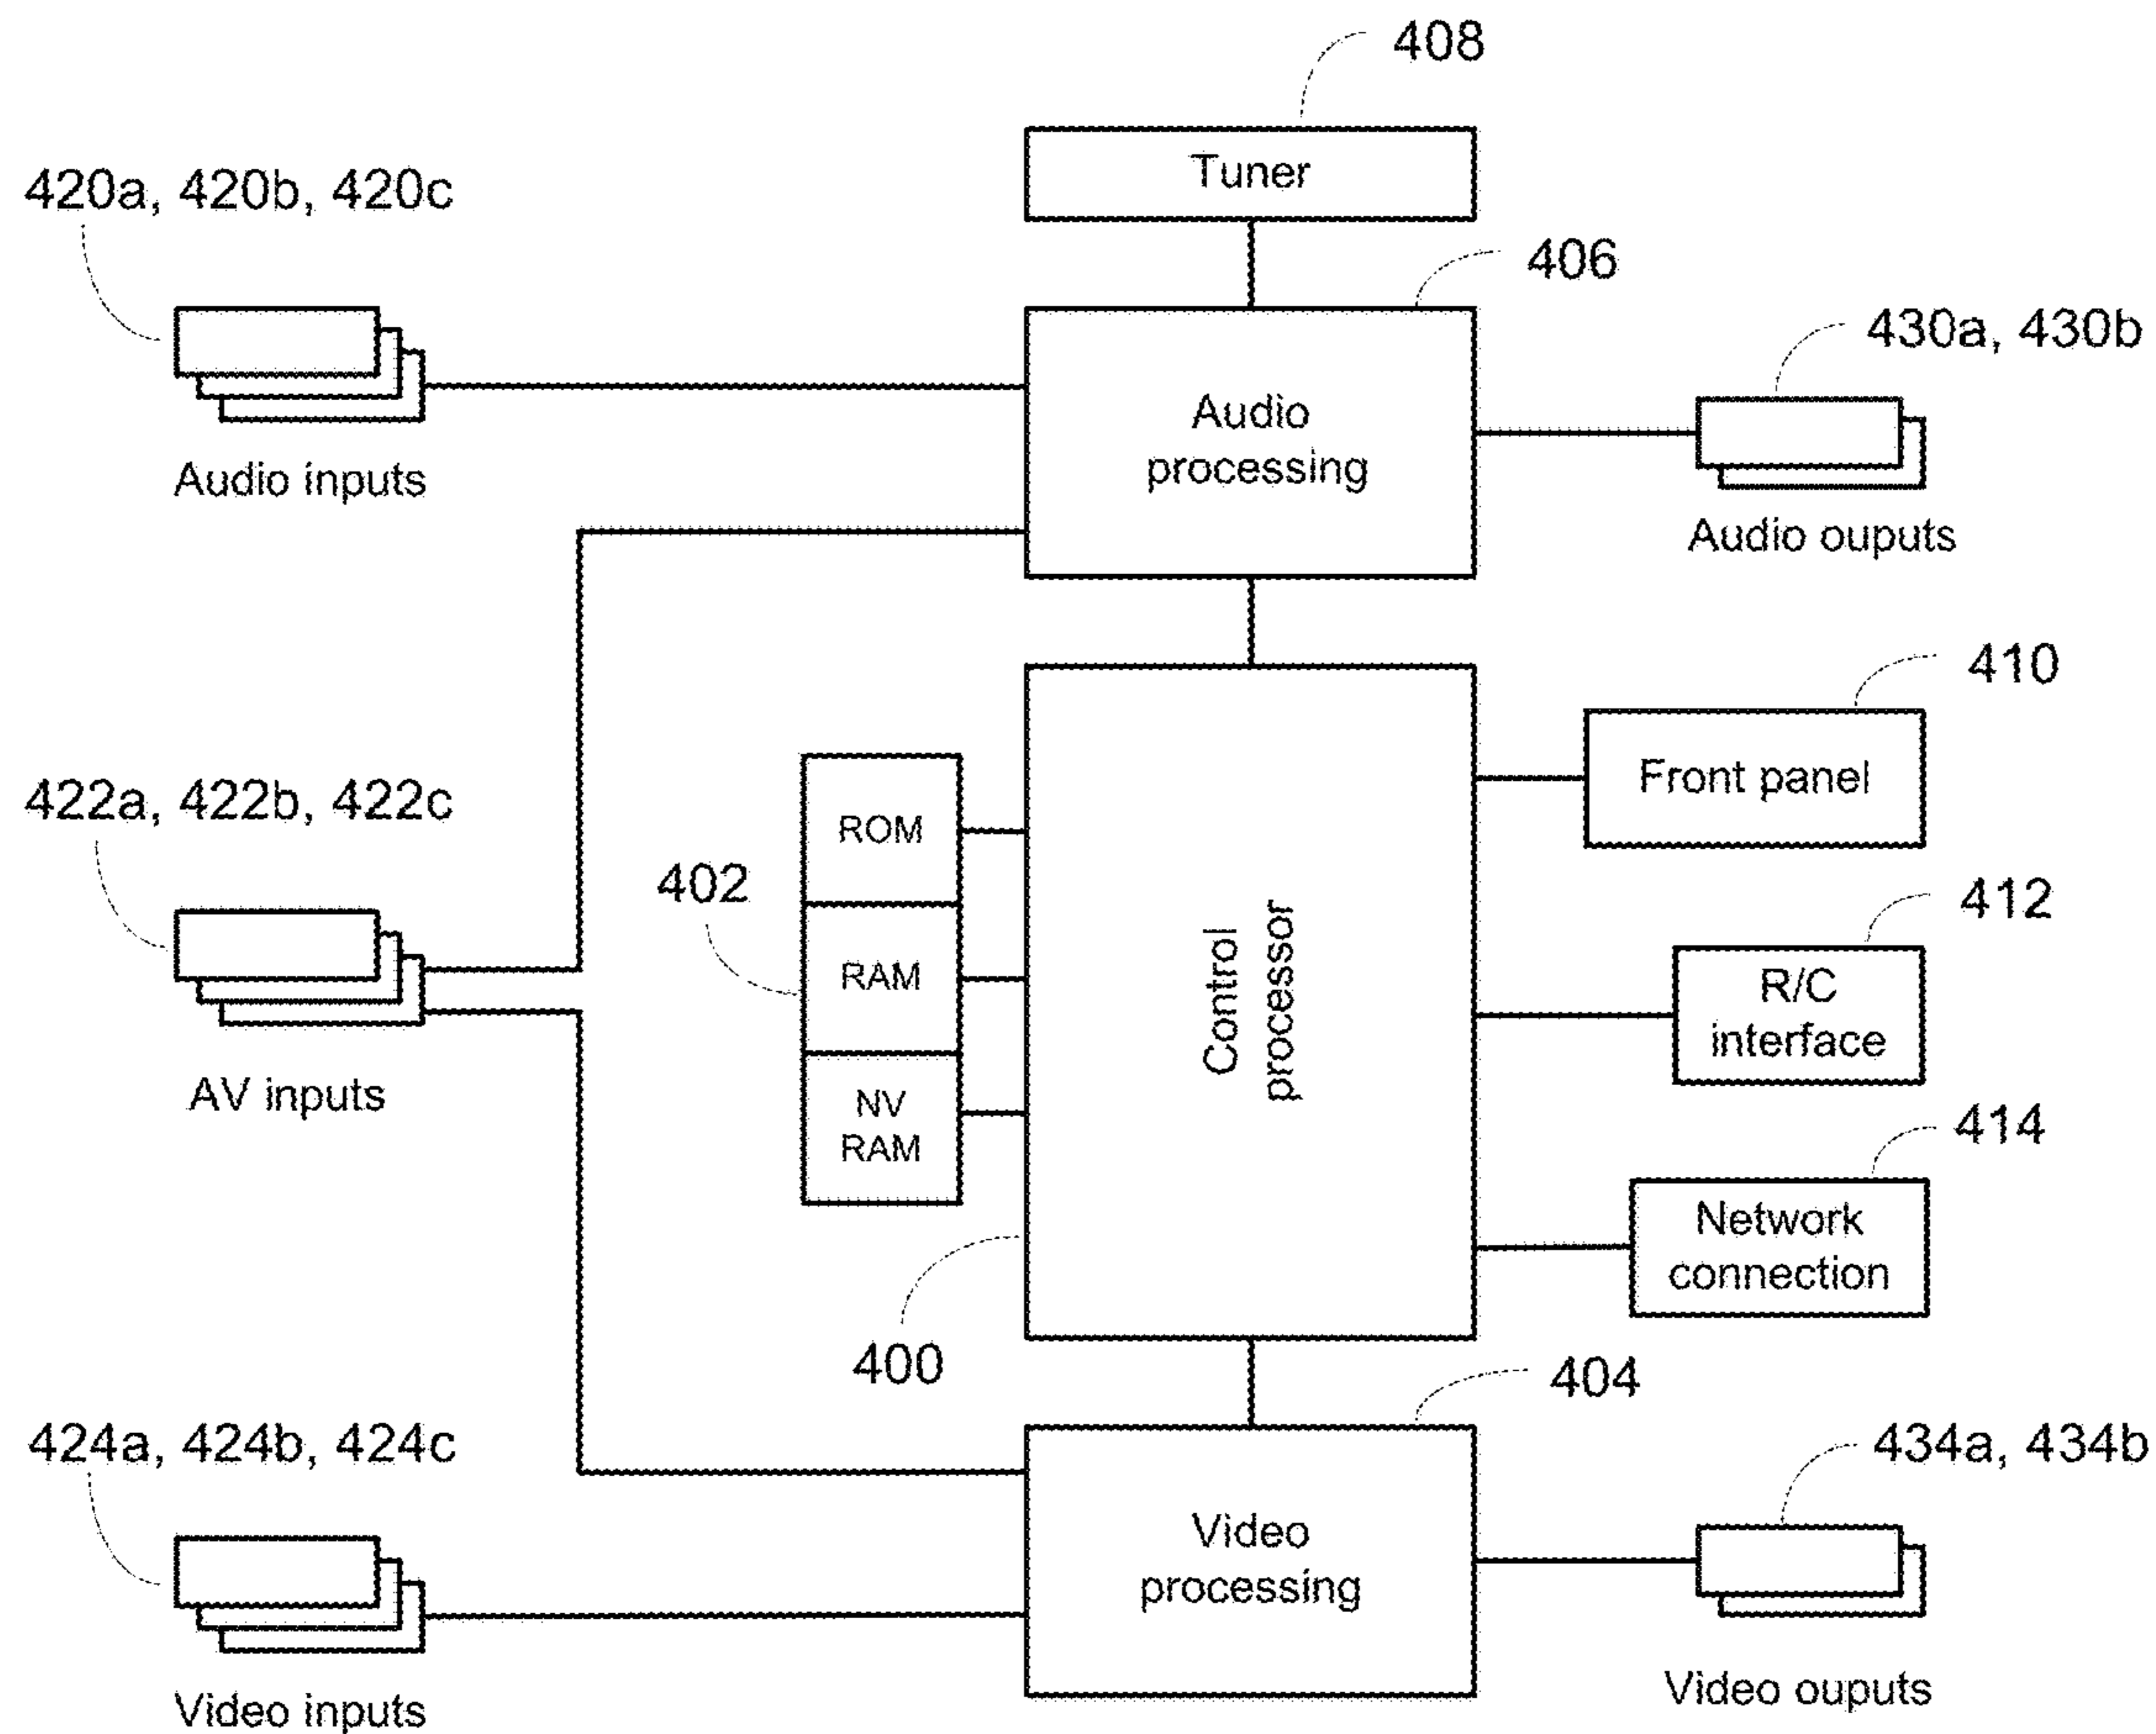 408
Tuner
420a, 420b, 420c
406
430a, 430b
Audio
processing
Audio inputs
Audio ouputs
410
Front panel
422a, 422b, 422c
ROM
402
412
RAM
Control
processor
R/C
interface
AV inputs
NV
RAM
414
Network
connection
400
404
424a, 424b, 424c
434a, 434b
Video
processing
Video inputs
Video ouputs